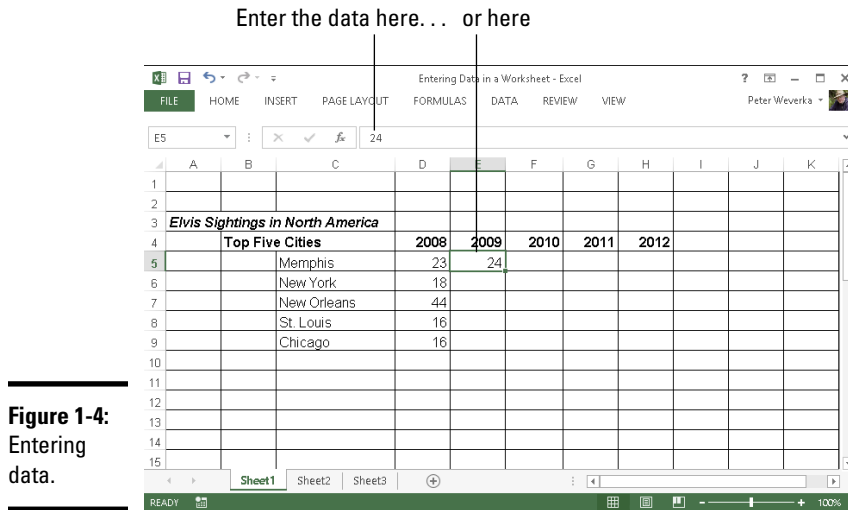 Enter the data here. . . or here
Entering Data in a Worksheet - Excel
FILE HOME INSERT PAGE LAYOUT FORMULAS DATA REVIEW VIEW Peter Weverka
E5 fx 24
A B C D E F G H I J K
1
2
3 Elvis Sightings in North America
4 Top Five Cities 2008 2009 2010 2011 2012
5 Memphis 23 24
6 New York 18
7 New Orleans 44
8 St. Louis 16
9 Chicago 16
10
11
12
13
14
15
Sheet1 Sheet2 Sheet3
READY 100%
Figure 1-4:
Entering
data.